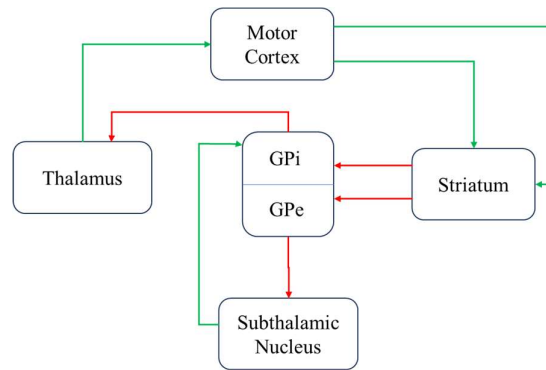 Motor
Cortex
Thalamus
GPi
GPe
Striatum
Subthalamic
Nucleus